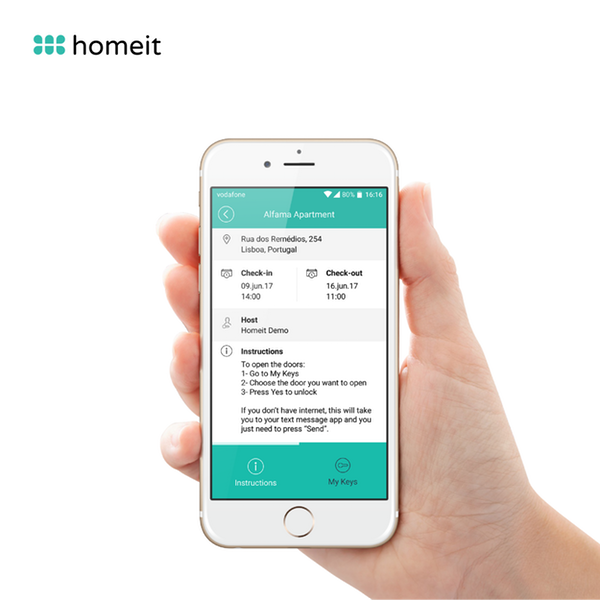 homeit
vodafone 80% 16:16
Alfama Apartment
Rua dos Remédios, 254
Lisboa, Portugal
Check-in
09.jun.17
14:00
Check-out
16.jun.17
11:00
Host
Homeit Demo
Instructions
To open the doors:
1- Go to My Keys
2- Choose the door you want to open
3- Press Yes to unlock
If you don't have internet, this will take
you to your text message app and you
just need to press “Send”.
Instructions
My Keys